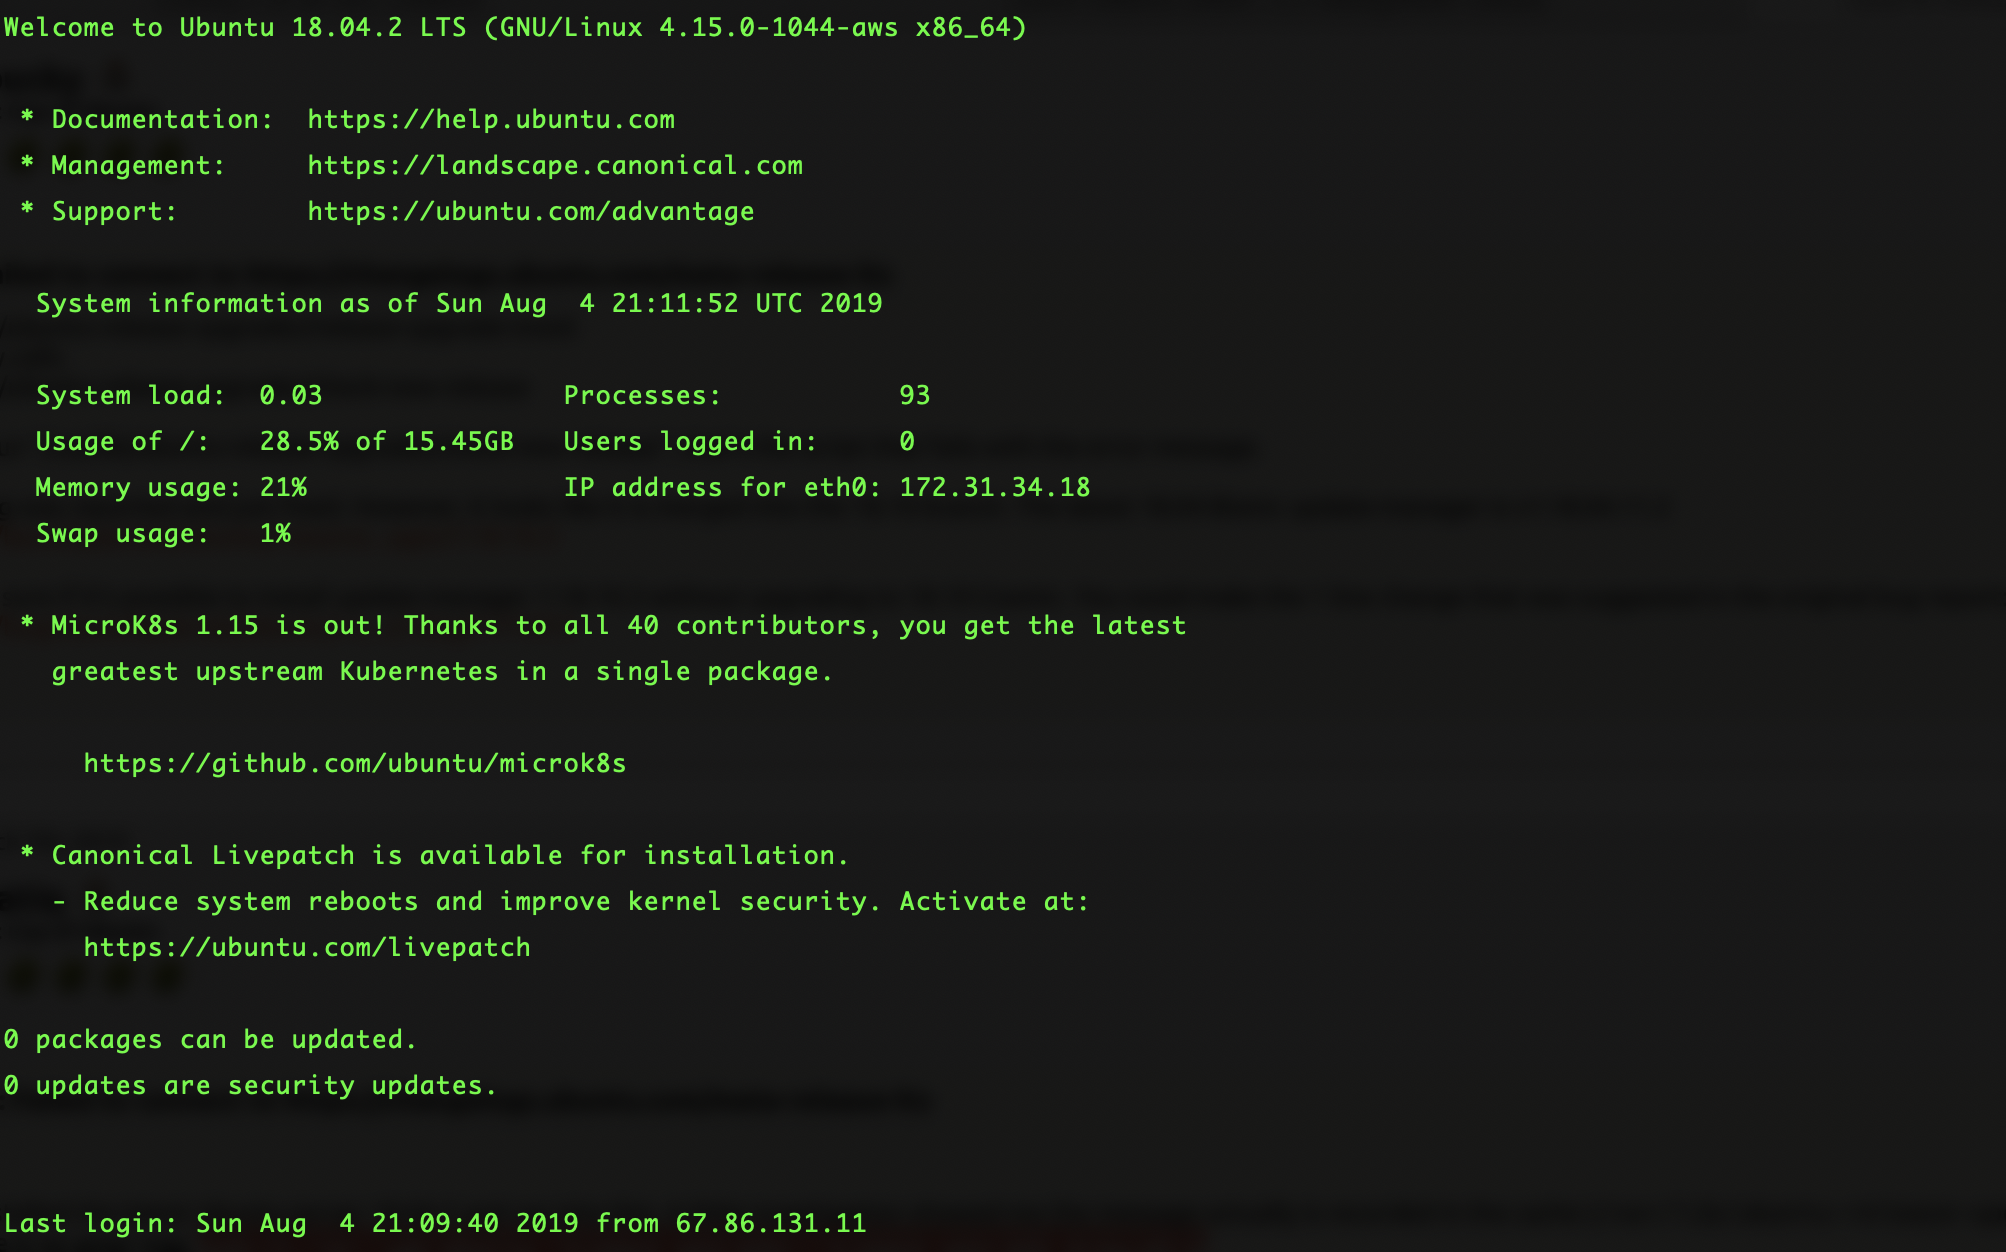 Welcome to Ubuntu 18.04.2 LTS (GNU/Linux 4.15.0-1044-aws x86_64)
* Documentation:  https://help.ubuntu.com
* Management:     https://landscape.canonical.com
* Support:        https://ubuntu.com/advantage
System information as of Sun Aug  4 21:11:52 UTC 2019
System load:  0.03               Processes:           93
Usage of /:   28.5% of 15.45GB   Users logged in:     0
Memory usage: 21%                IP address for eth0: 172.31.34.18
Swap usage:   1%
* MicroK8s 1.15 is out! Thanks to all 40 contributors, you get the latest
greatest upstream Kubernetes in a single package.
https://github.com/ubuntu/microk8s
* Canonical Livepatch is available for installation.
- Reduce system reboots and improve kernel security. Activate at:
https://ubuntu.com/livepatch
0 packages can be updated.
0 updates are security updates.
Last login: Sun Aug  4 21:09:40 2019 from 67.86.131.11